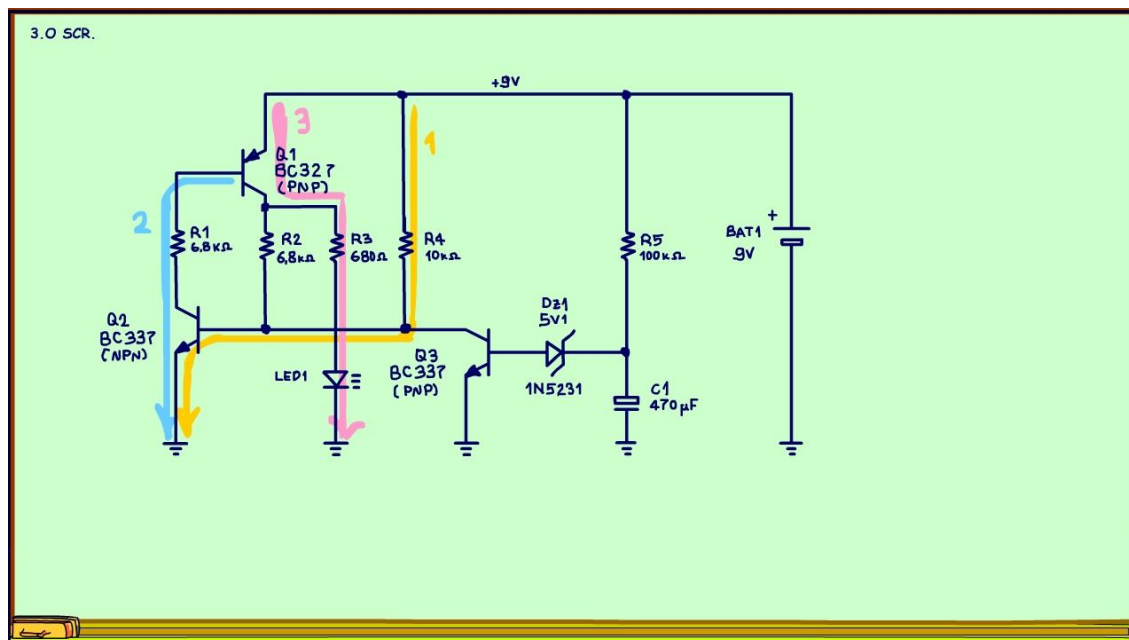 3.O SCR.
+9V
3
1
Q1
BC327
(PNP)
2
R1
6,8kΩ
R2
6,8kΩ
R3
680Ω
R4
10kΩ
R5
100kΩ
+
BAT1
9V
Q2
BC337
(NPN)
LED1
Q3
BC337
(PNP)
Dz1
5V1
1N5231
C1
470µF